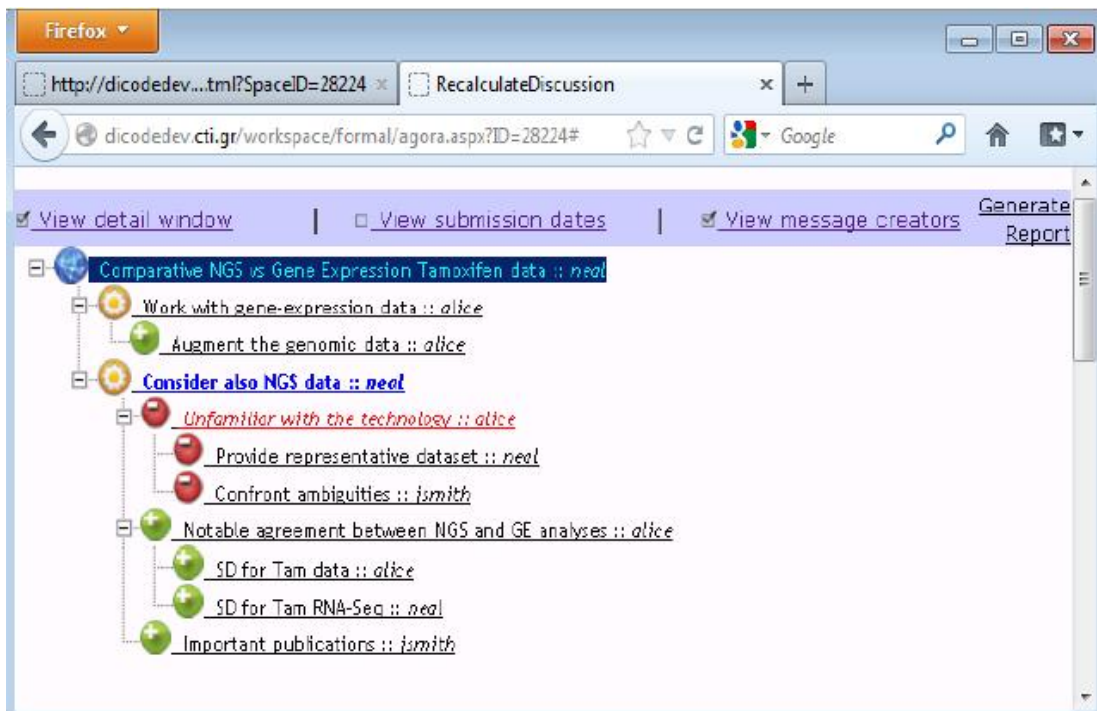 Firefox
http://dicodedev....tml?SpaceID=28224
RecalculateDiscussion
dicodedev.cti.gr/workspace/formal/agora.aspx?ID=28224#
Google
View detail window | View submission dates | View message creators
Generate
Report
Comparative NGS vs Gene Expression Tamoxifen data :: neal
Work with gene-expression data :: alice
Augment the genomic data :: alice
Consider also NGS data :: neal
Unfamiliar with the technology :: alice
Provide representative dataset :: neal
Confront ambiguities :: jsmith
Notable agreement between NGS and GE analyses :: alice
SD for Tam data :: alice
SD for Tam RNA-Seq :: neal
Important publications :: jsmith